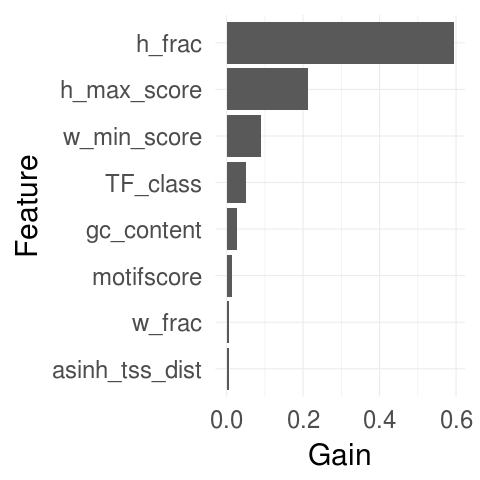 Feature
h_frac
h_max_score
w_min_score
TF_class
gc_content
motifscore
w_frac
asinh_tss_dist
0.0 0.2 0.4 0.6
Gain